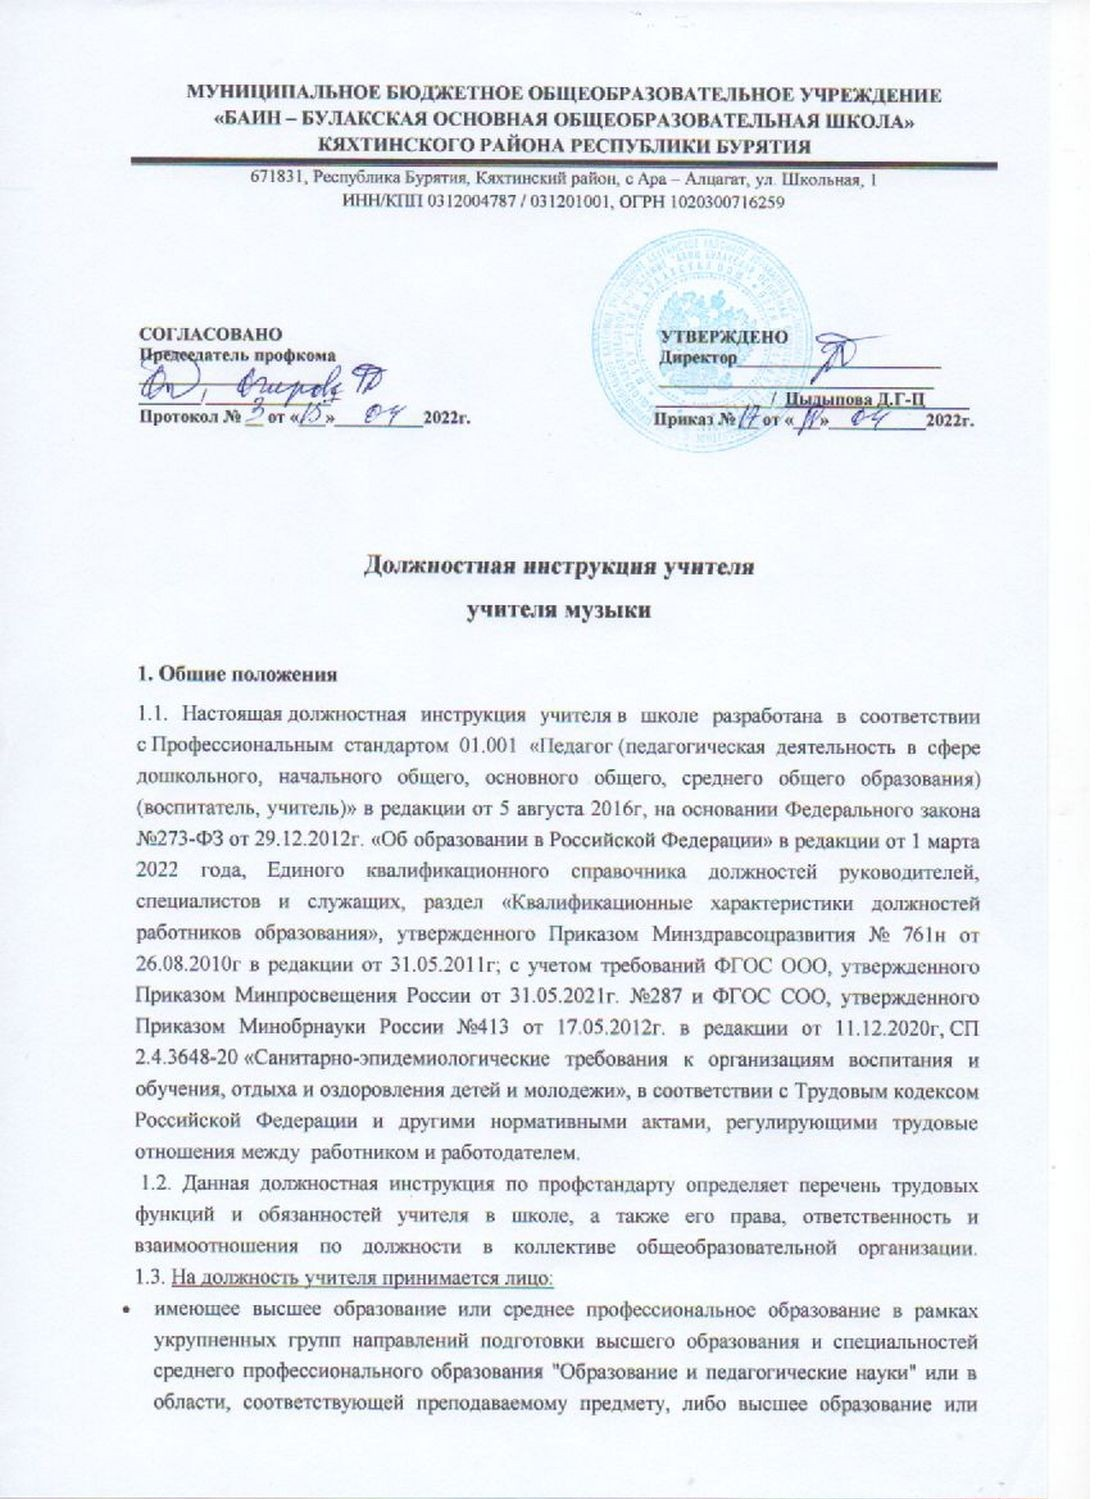 МУНИЦИПАЛЬНОЕ БЮДЖЕТНОЕ ОБЩЕОБРАЗОВАТЕЛЬНОЕ УЧРЕЖДЕНИЕ
«БАИН – БУЛАКСКАЯ ОСНОВНАЯ ОБЩЕОБРАЗОВАТЕЛЬНАЯ ШКОЛА»
КЯХТИНСКОГО РАЙОНА РЕСПУБЛИКИ БУРЯТИЯ
671831, Республика Бурятия, Кяхтинский район, с Ара – Алцагат, ул. Школьная, 1
ИНН/КПП 0312004787 / 031201001, ОГРН 1020300716259
СОГЛАСОВАНО
Председатель профкома
Протокол № 3 от «15» 04 2022г.
УТВЕРЖДЕНО
Директор
/ Цыдыпова Д.Г-Ц
Приказ № 17 от « » 04 2022г.
Должностная инструкция учителя
учителя музыки
1. Общие положения
1.1. Настоящая должностная инструкция учителя в школе разработана в соответствии
с Профессиональным стандартом 01.001 «Педагог (педагогическая деятельность в сфере
дошкольного, начального общего, основного общего, среднего общего образования)
(воспитатель, учитель)» в редакции от 5 августа 2016г, на основании Федерального закона
№273-ФЗ от 29.12.2012г. «Об образовании в Российской Федерации» в редакции от 1 марта
2022 года, Единого квалификационного справочника должностей руководителей,
специалистов и служащих, раздел «Квалификационные характеристики должностей
работников образования», утвержденного Приказом Минздравсоцразвития № 761н от
26.08.2010г в редакции от 31.05.2011г; с учетом требований ФГОС ООО, утвержденного
Приказом Минпросвещения России от 31.05.2021г. №287 и ФГОС СОО, утвержденного
Приказом Минобрнауки России №413 от 17.05.2012г. в редакции от 11.12.2020г, СП
2.4.3648-20 «Санитарно-эпидемиологические требования к организациям воспитания и
обучения, отдыха и оздоровления детей и молодежи», в соответствии с Трудовым кодексом
Российской Федерации и другими нормативными актами, регулирующими трудовые
отношения между работником и работодателем.
1.2. Данная должностная инструкция по профстандарту определяет перечень трудовых
функций и обязанностей учителя в школе, а также его права, ответственность и
взаимоотношения по должности в коллективе общеобразовательной организации.
1.3. На должность учителя принимается лицо:
• имеющее высшее образование или среднее профессиональное образование в рамках
укрупненных групп направлений подготовки высшего образования и специальностей
среднего профессионального образования "Образование и педагогические науки" или в
области, соответствующей преподаваемому предмету, либо высшее образование или